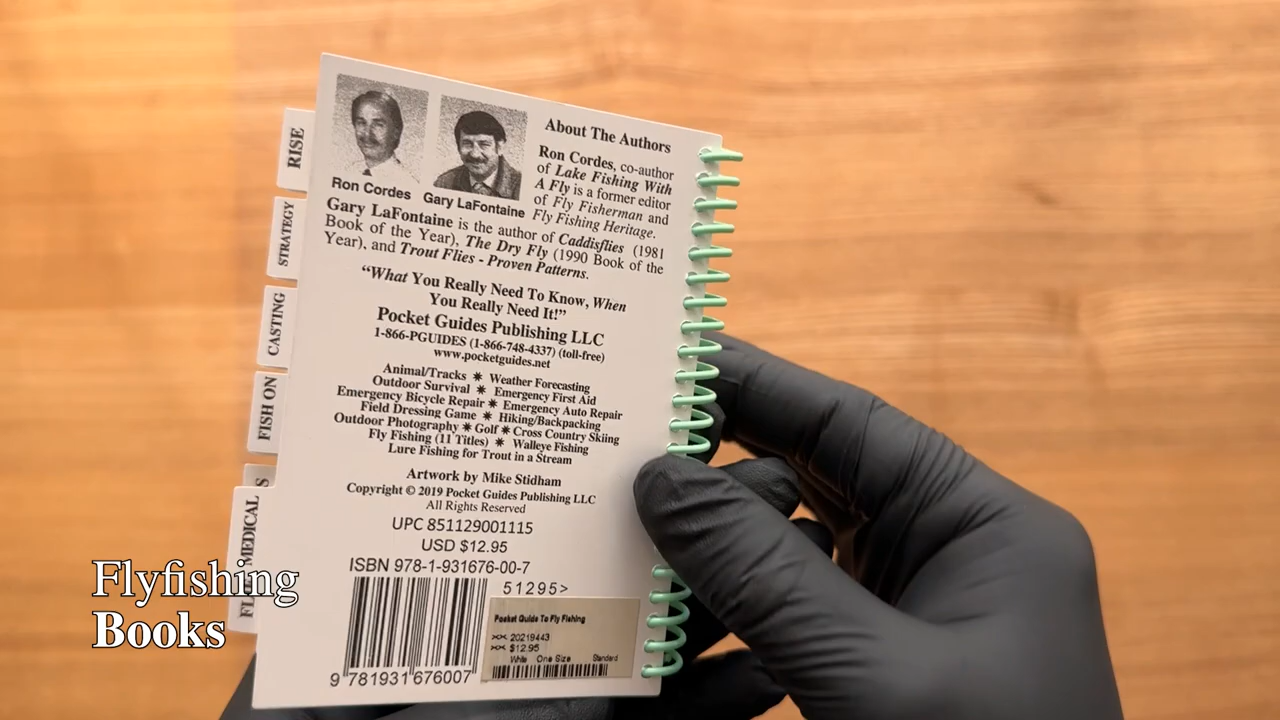 RISE
STRATEGY
CASTING
FISH ON
S
MEDICAL
Ron Cordes
Gary LaFontaine
About The Authors
Ron Cordes, co-author
of Lake Fishing With
A Fly is a former editor
of Fly Fisherman and
Fly Fishing Heritage.
Gary LaFontaine is the author of Caddisflies (1981
Book of the Year), The Dry Fly (1990 Book of the
Year), and Trout Flies - Proven Patterns.
“What You Really Need To Know, When
You Really Need It!”
Pocket Guides Publishing LLC
1-866-PGUIDES (1-866-748-4337) (toll-free)
www.pocketguides.net
Animal/Tracks ✷ Weather Forecasting
Outdoor Survival ✷ Emergency First Aid
Emergency Bicycle Repair ✷ Emergency Auto Repair
Field Dressing Game ✷ Hiking/Backpacking
Outdoor Photography ✷ Golf ✷ Cross Country Skiing
Fly Fishing (11 Titles) ✷ Walleye Fishing
Lure Fishing for Trout in a Stream
Artwork by Mike Stidham
Copyright © 2019 Pocket Guides Publishing LLC
All Rights Reserved
UPC 851129001115
USD $12.95
ISBN 978-1-931676-00-7
51295>
9 781931 676007
Pocket Guide To Fly Fishing
20219443
$12.95
White One Size Standard
Flyfishing
Books